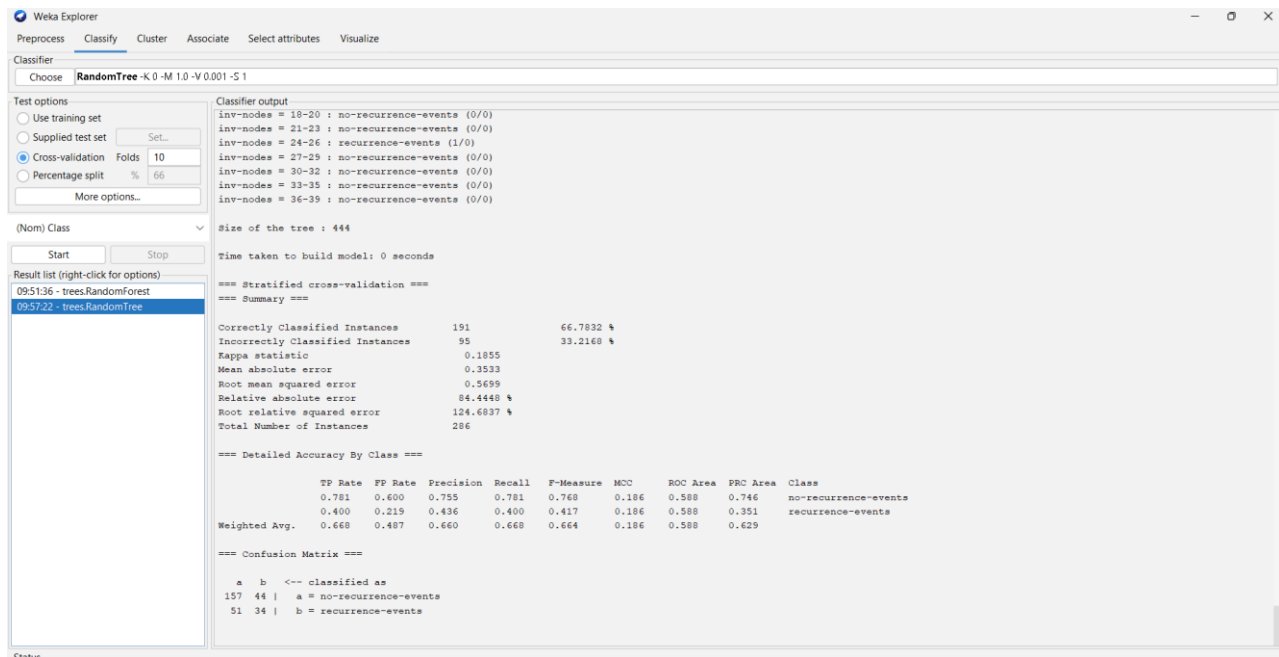 Weka Explorer
Preprocess Classify Cluster Associate Select attributes Visualize
Classifier
Choose RandomTree -K 0 -M 1.0 -V 0.001 -S 1
Test options
Use training set
Supplied test set Set...
Cross-validation Folds 10
Percentage split % 66
More options...
(Nom) Class
Start Stop
Result list (right-click for options)
09:51:36 - trees.RandomForest
09:57:22 - trees.RandomTree
Classifier output
inv-nodes = 18-20 : no-recurrence-events (0/0)
inv-nodes = 21-23 : no-recurrence-events (0/0)
inv-nodes = 24-26 : recurrence-events (1/0)
inv-nodes = 27-29 : no-recurrence-events (0/0)
inv-nodes = 30-32 : no-recurrence-events (0/0)
inv-nodes = 33-35 : no-recurrence-events (0/0)
inv-nodes = 36-39 : no-recurrence-events (0/0)
Size of the tree : 444
Time taken to build model: 0 seconds
=== Stratified cross-validation ===
=== Summary ===
Correctly Classified Instances 191 66.7832 %
Incorrectly Classified Instances 95 33.2168 %
Kappa statistic 0.1855
Mean absolute error 0.3533
Root mean squared error 0.5699
Relative absolute error 84.4448 %
Root relative squared error 124.6837 %
Total Number of Instances 286
=== Detailed Accuracy By Class ===
TP Rate FP Rate Precision Recall F-Measure MCC ROC Area PRC Area Class
0.781 0.600 0.755 0.781 0.768 0.186 0.588 0.746 no-recurrence-events
0.400 0.219 0.436 0.400 0.417 0.186 0.588 0.351 recurrence-events
Weighted Avg. 0.668 0.487 0.660 0.668 0.664 0.186 0.588 0.629
=== Confusion Matrix ===
a b <-- classified as
157 44 | a = no-recurrence-events
51 34 | b = recurrence-events
Status